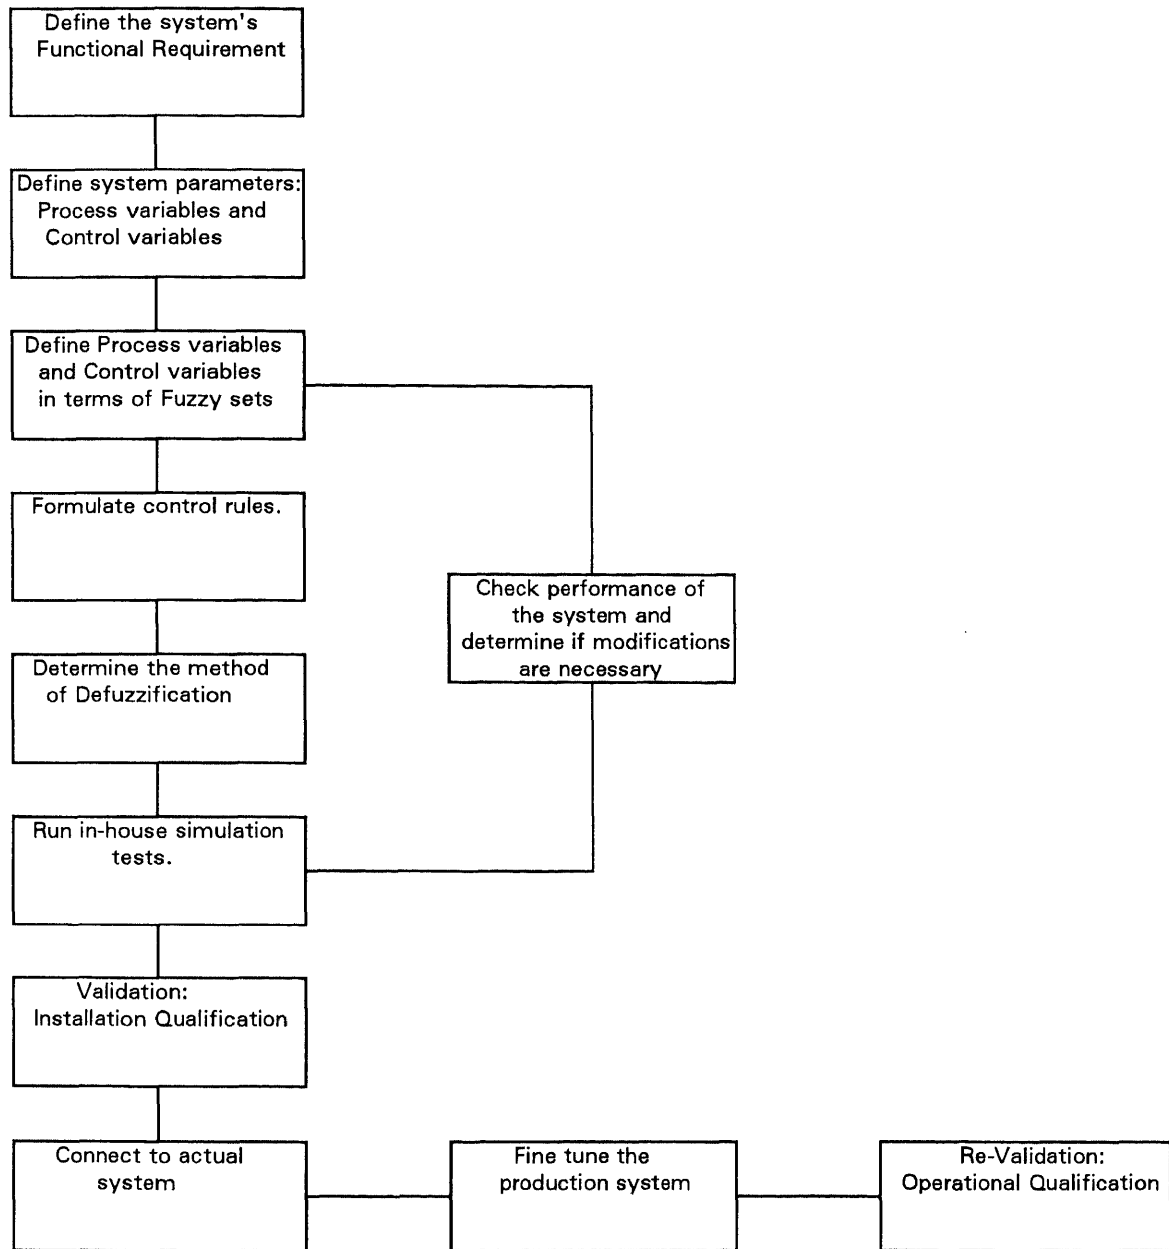 Define the system's
Functional Requirement
Define system parameters:
Process variables and
Control variables
Define Process variables
and Control variables
in terms of Fuzzy sets
Formulate control rules.
Check performance of
the system and
determine if modifications
are necessary
Determine the method
of Defuzzification
Run in-house simulation
tests.
Validation:
Installation Qualification
Connect to actual
system
Fine tune the
production system
Re-Validation:
Operational Qualification